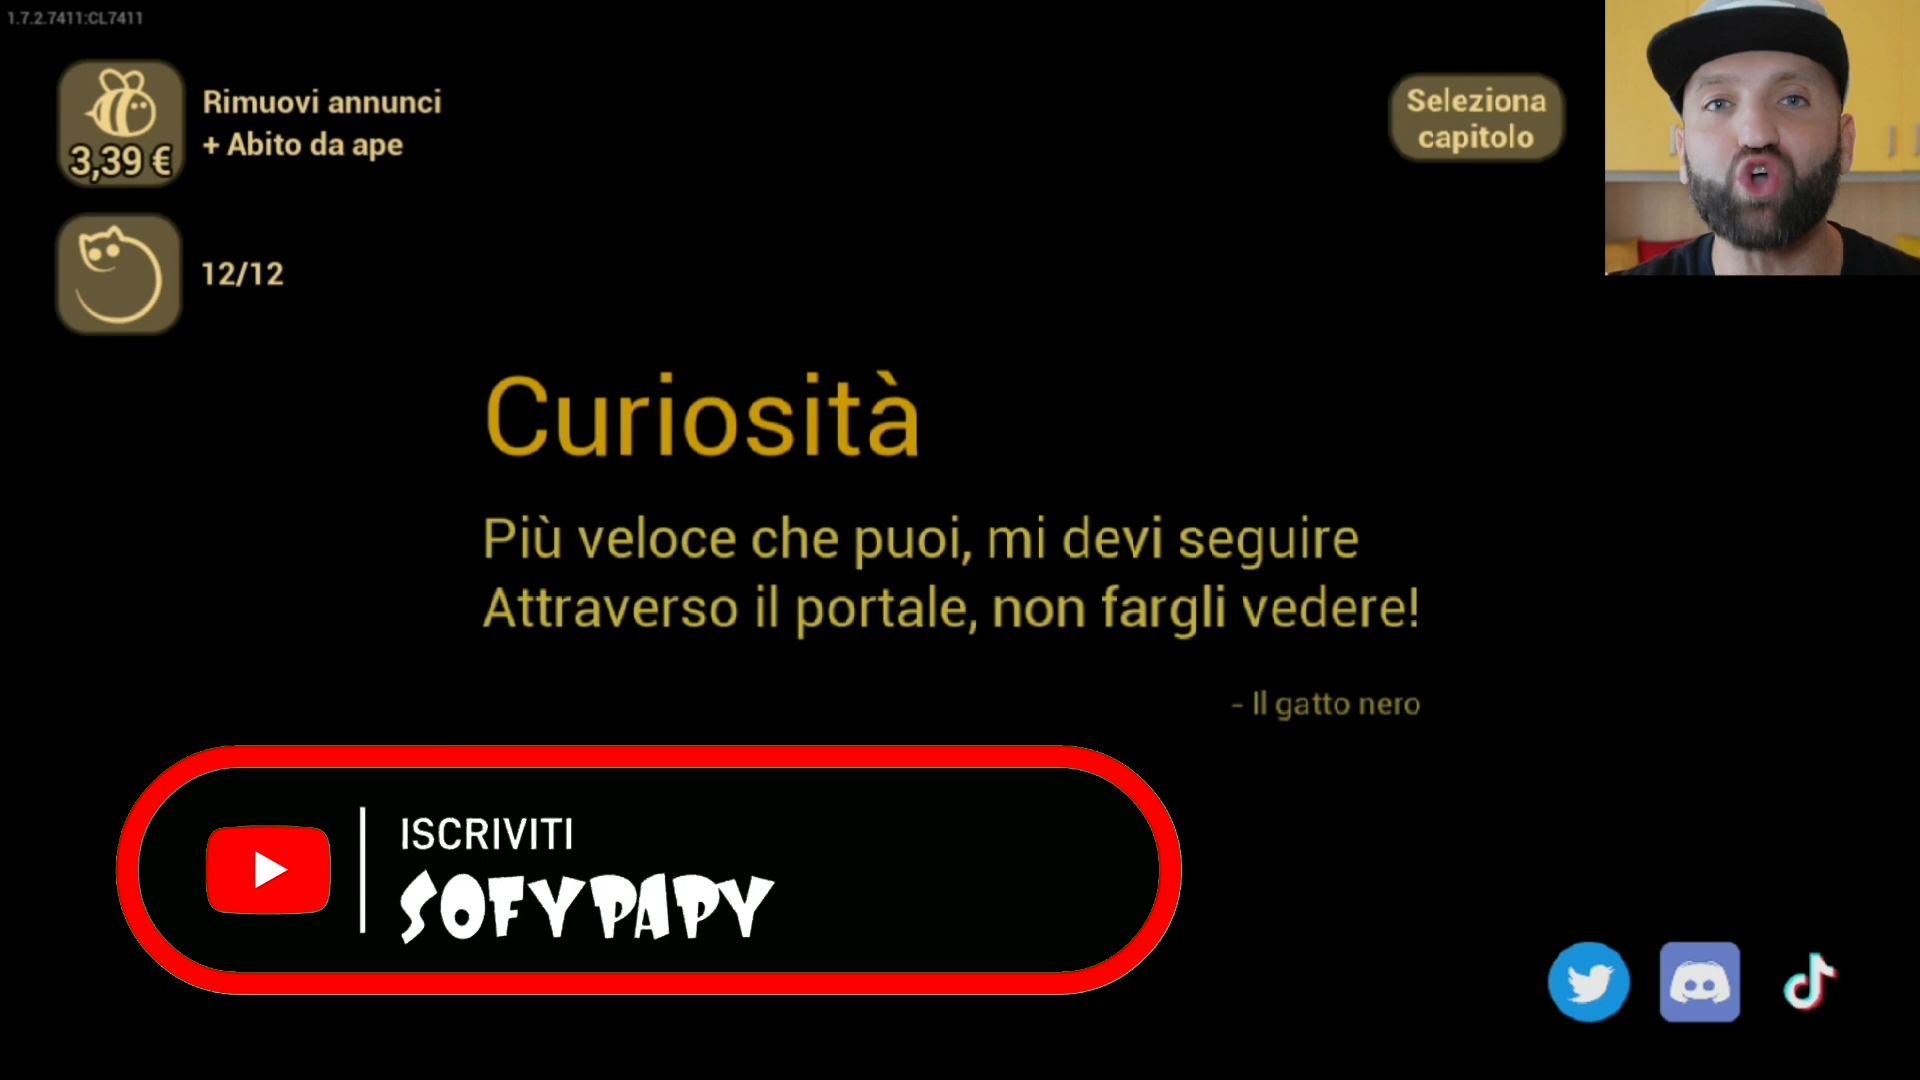 1.7.2.7411:CL7411
Rimuovi annunci
+ Abito da ape
3,39 €
Seleziona
capitolo
12/12
Curiosità
Più veloce che puoi, mi devi seguire
Attraverso il portale, non fargli vedere!
- Il gatto nero
ISCRIVITI
SOFYPAPY